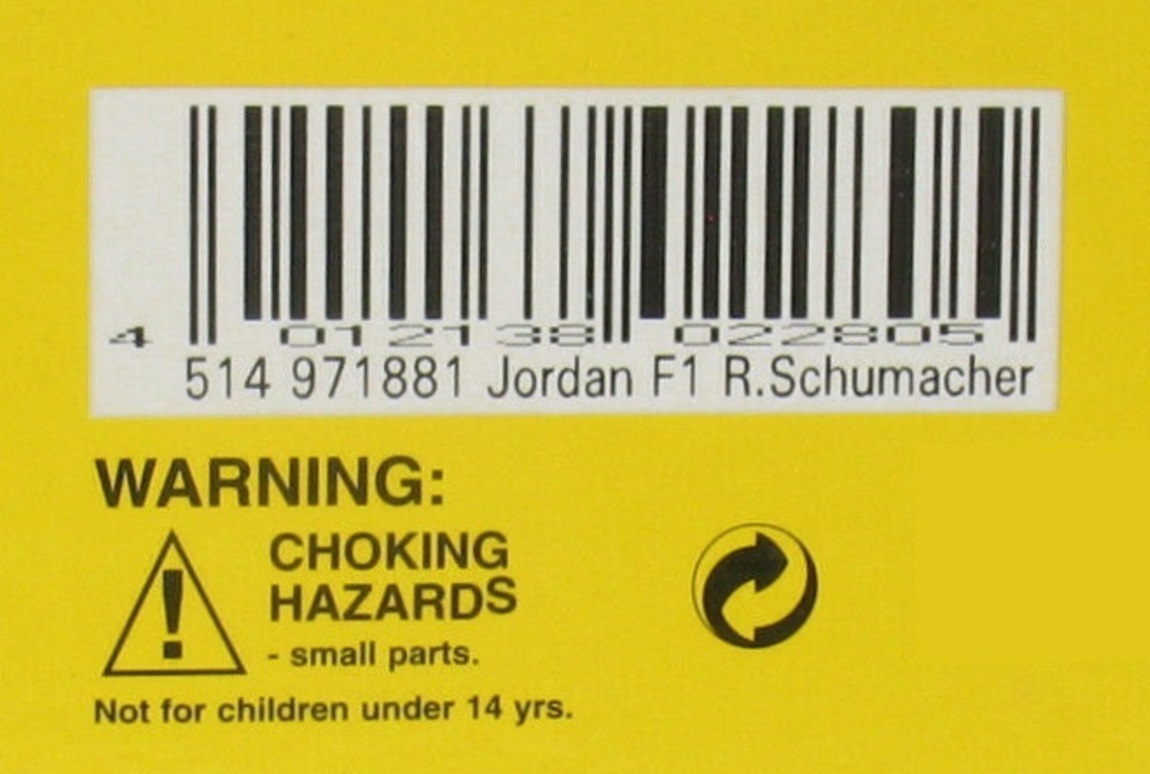 4 012138 022805
514 971881 Jordan F1 R.Schumacher
WARNING:
CHOKING
HAZARDS
- small parts.
Not for children under 14 yrs.